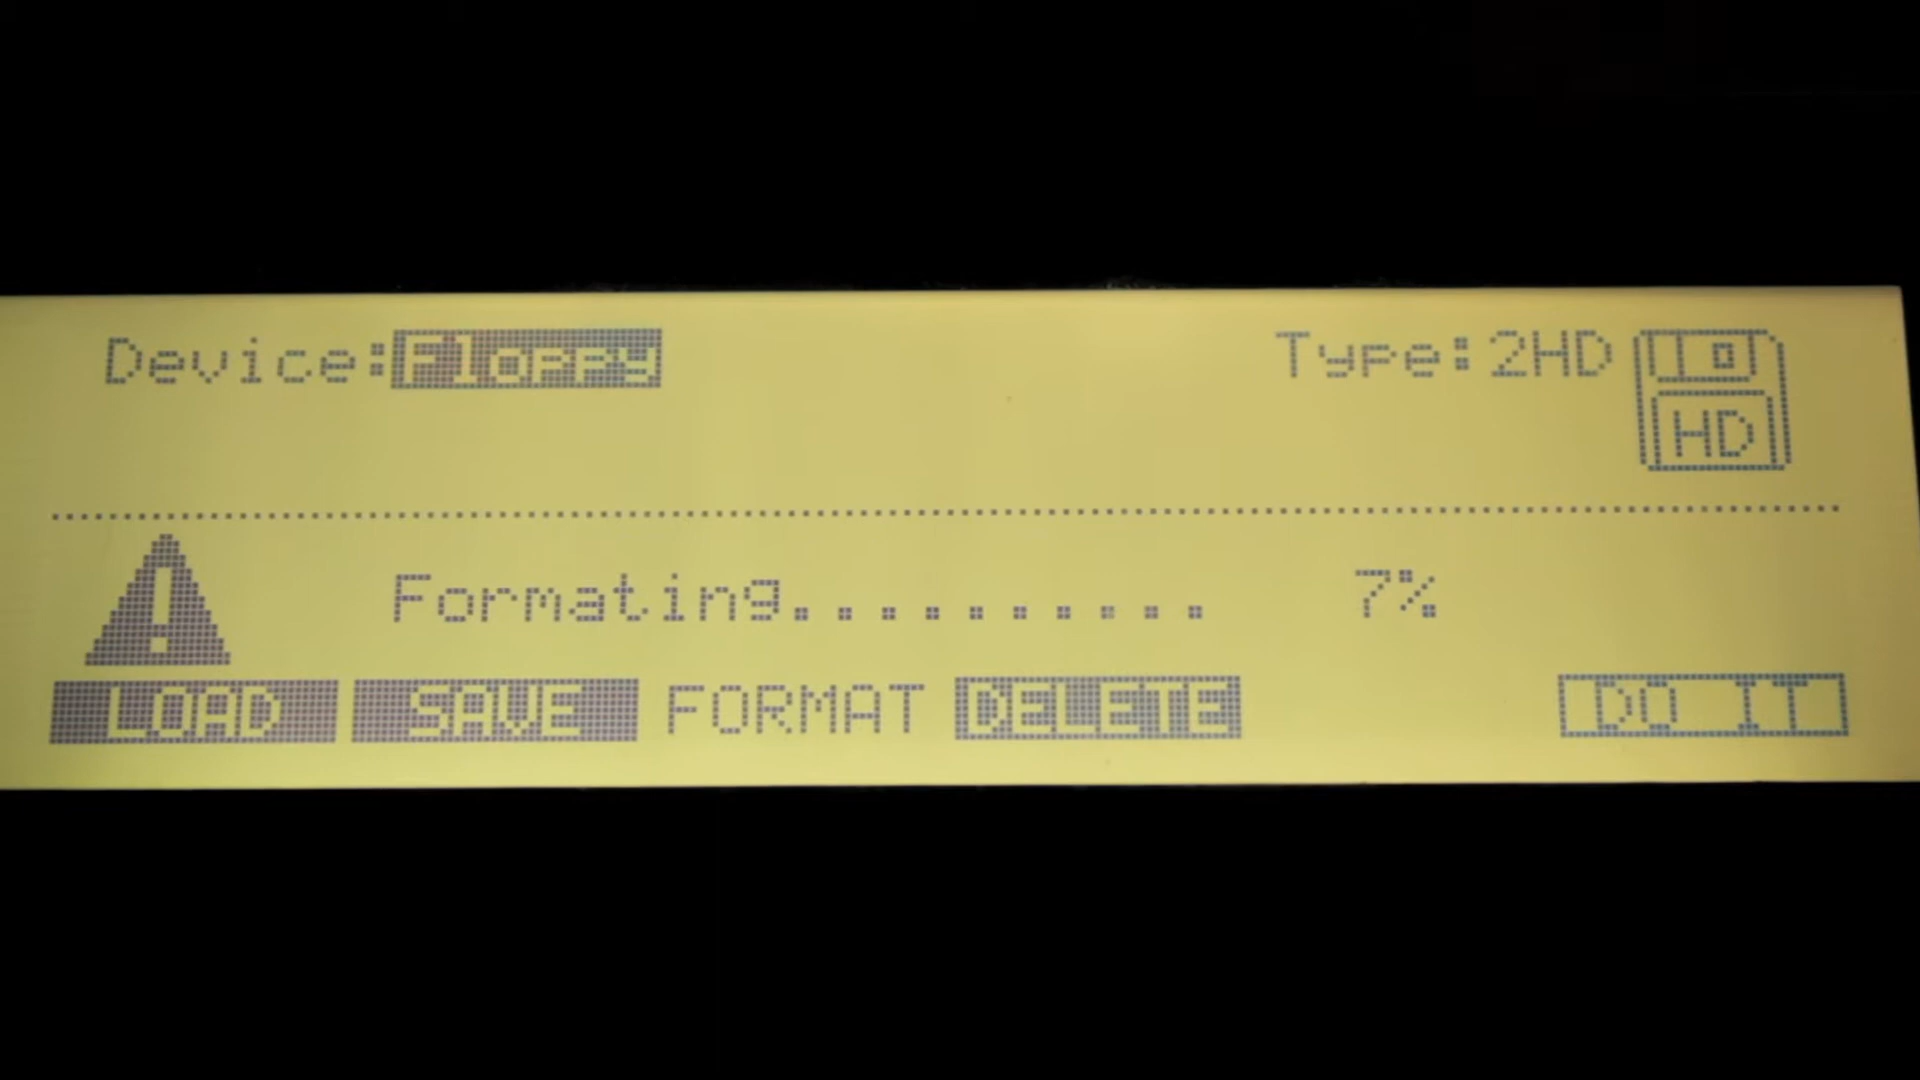 Device:Floppy Type:2HD
HD
Formating.......... 7%
LOAD SAVE FORMAT DELETE DO IT